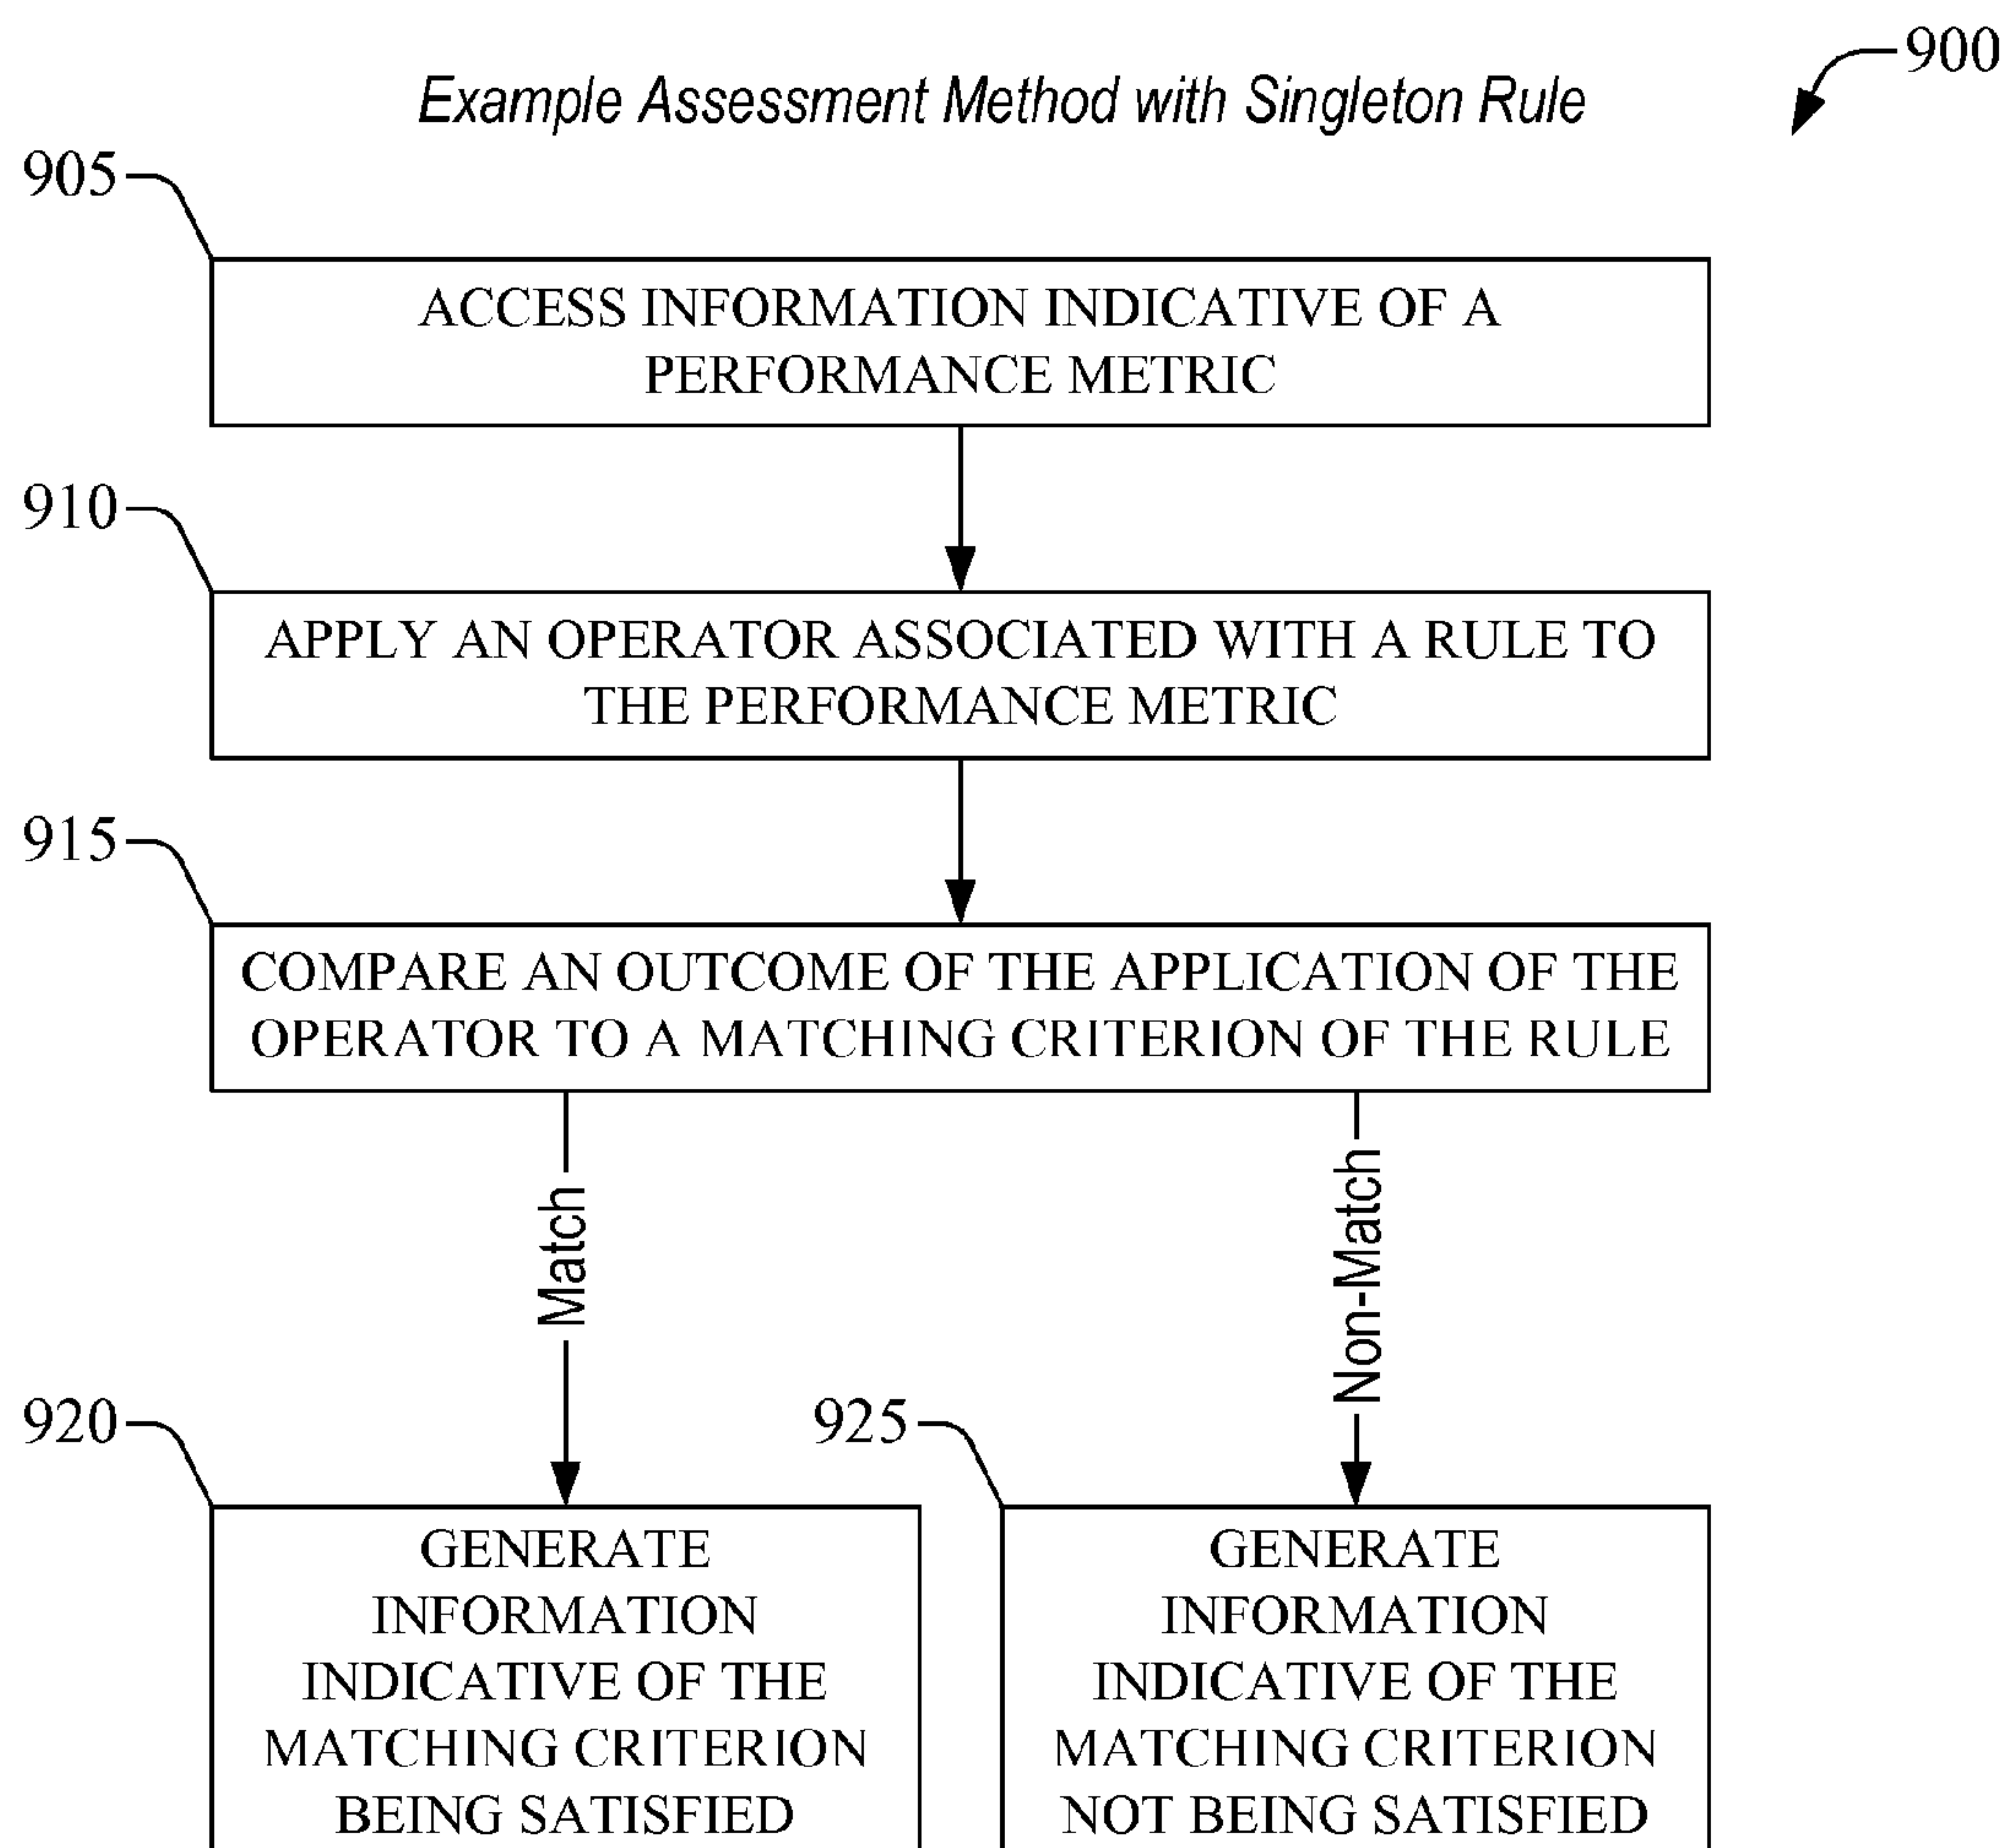 900
Example Assessment Method with Singleton Rule
905
ACCESS INFORMATION INDICATIVE OF A
PERFORMANCE METRIC
910
APPLY AN OPERATOR ASSOCIATED WITH A RULE TO
THE PERFORMANCE METRIC
915
COMPARE AN OUTCOME OF THE APPLICATION OF THE
OPERATOR TO A MATCHING CRITERION OF THE RULE
Match
Non-Match
920
GENERATE
INFORMATION
INDICATIVE OF THE
MATCHING CRITERION
BEING SATISFIED
925
GENERATE
INFORMATION
INDICATIVE OF THE
MATCHING CRITERION
NOT BEING SATISFIED